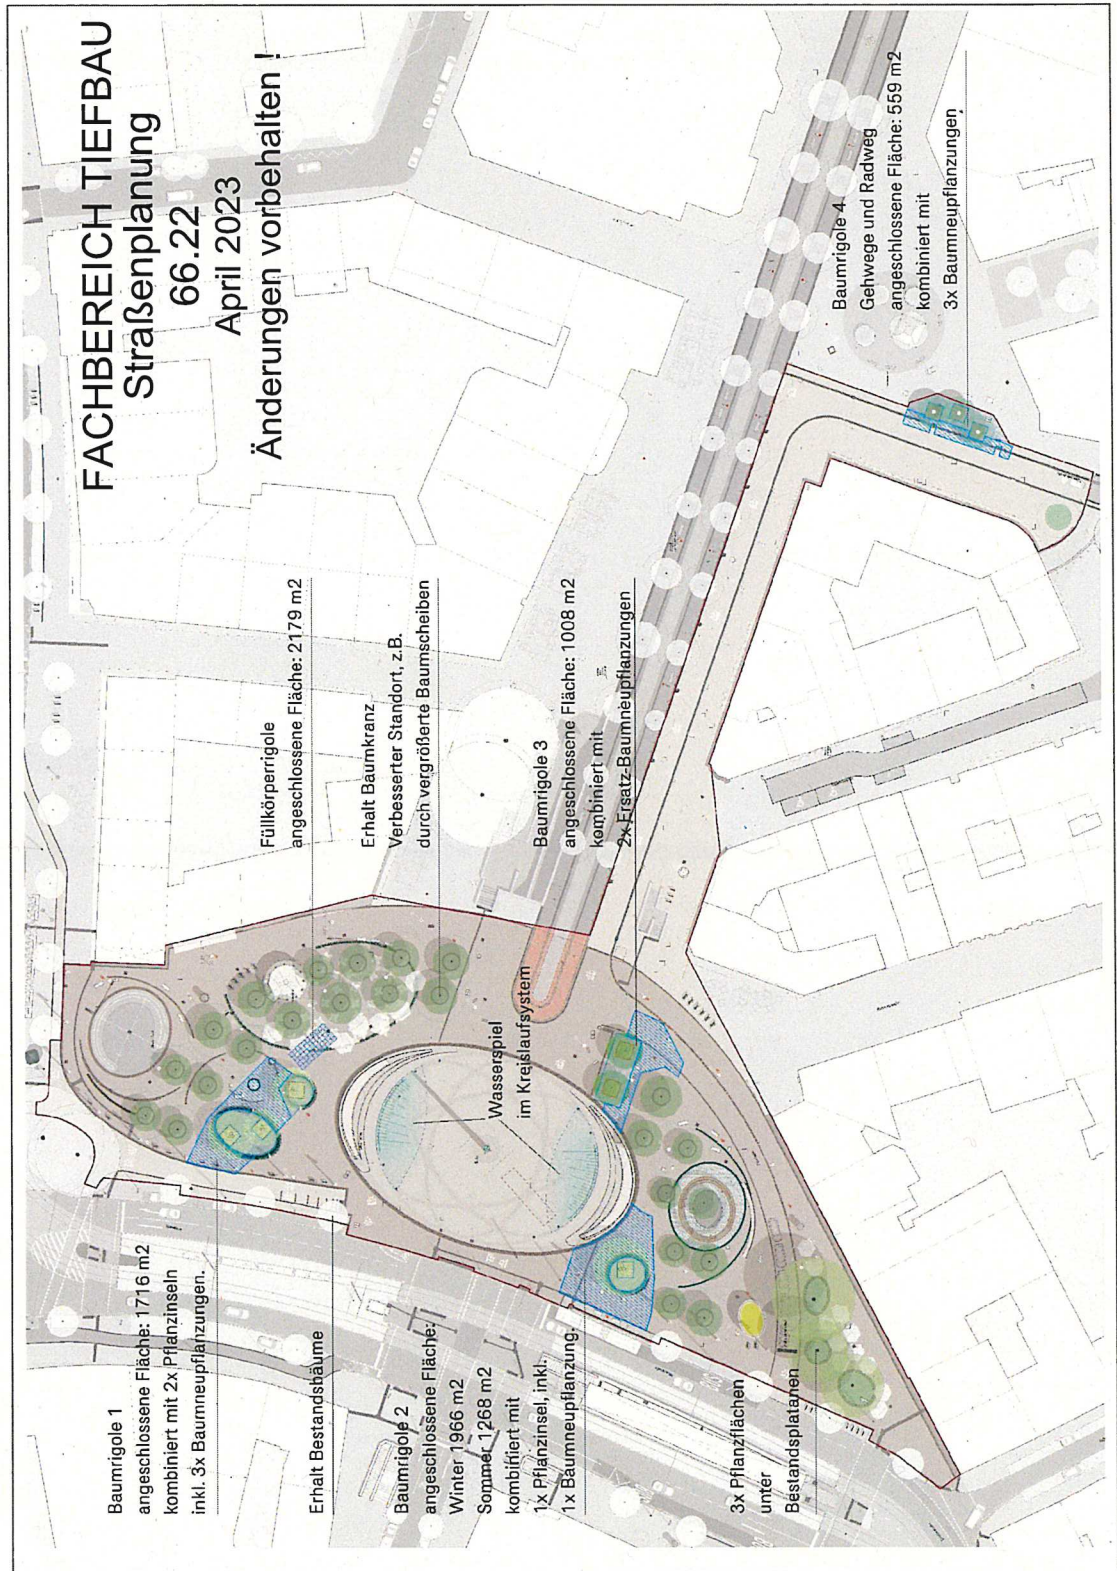 FACHBEREICH TIEFBAU
Straßenplanung
66.22
April 2023
Änderungen vorbehalten !
Baumrigole 1
angeschlossene Fläche: 1716 m2
kombiniert mit 2x Pflanzinseln
inkl. 3x Baumneupflanzungen.
Füllkörperrigole
angeschlossene Fläche: 2179 m2
Erhalt Bestandsbäume
Erhalt Baumkranz
Verbesserter Standort, z.B.
durch vergrößerte Baumscheiben
Baumrigole 2
angeschlossene Fläche:
Winter 1966 m2
Sommer 1268 m2
kombiniert mit
1x Pflanzinsel, inkl.
1x Baumneupflanzung.
Wasserspiel
im Kreislaufsystem
Baumrigole 3
angeschlossene Fläche: 1008 m2
kombiniert mit
2x Ersatz-Baumneupflanzungen
3x Pflanzflächen
unter
Bestandsplatanen
Baumrigole 4
Gehwege und Radweg
angeschlossene Fläche: 559 m2
kombiniert mit
3x Baumneupflanzungen